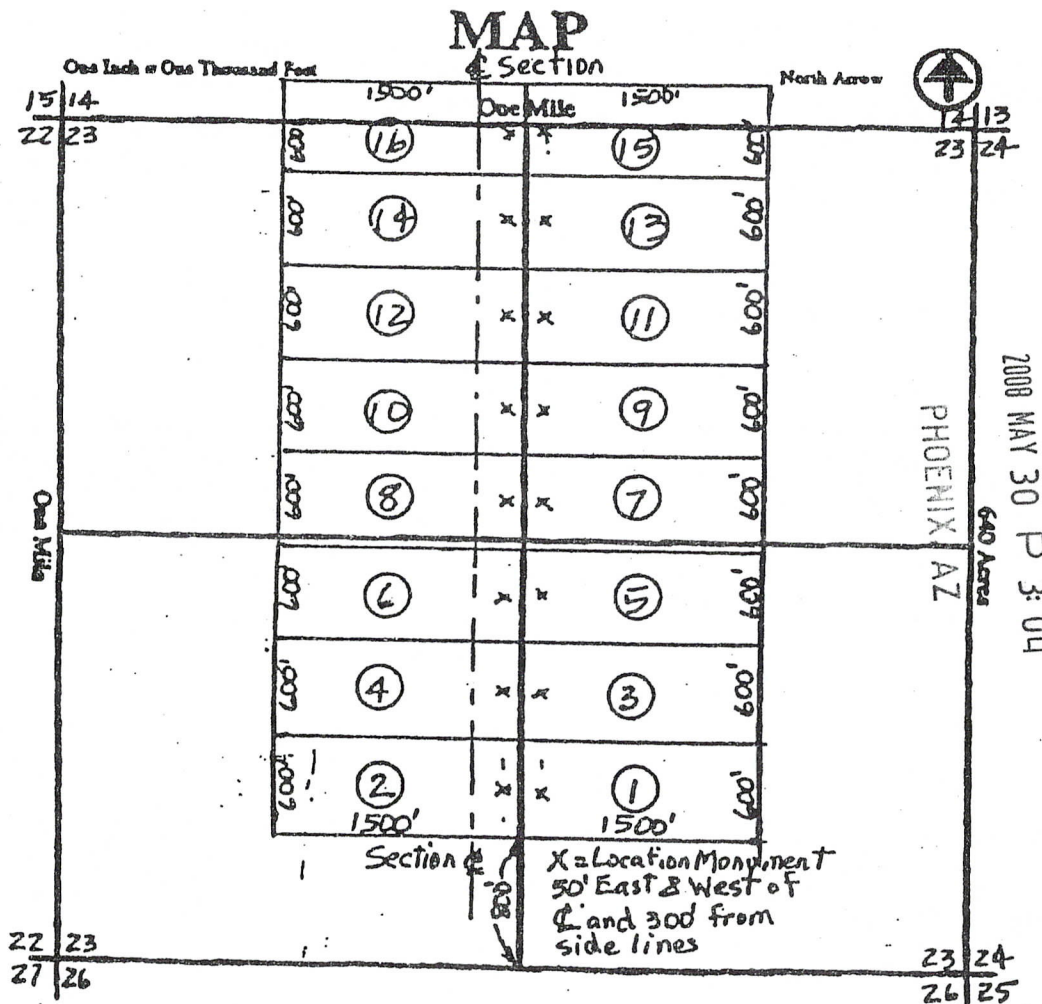 MAP
One Inch = One Thousand Feet
℄ Section
North Arrow
15 14
1500' One Mile 1500'
14 13
22 23
23 24
600' 16 × × 15 600'
600' 14 × × 13 600'
600' 12 × × 11 600'
600' 10 × × 9 600'
600' 8 × × 7 600'
One Mile
640 Acres
600' 6 × × 5 600'
600' 4 × × 3 600'
600' 2 × × 1 600'
1500' 1500'
Section ℄
800'
X = Location Monument
50' East & West of
℄ and 300' from
side lines
22 23
27 26
23 24
26 25
2008 MAY 30 P 3:04
PHOENIX AZ